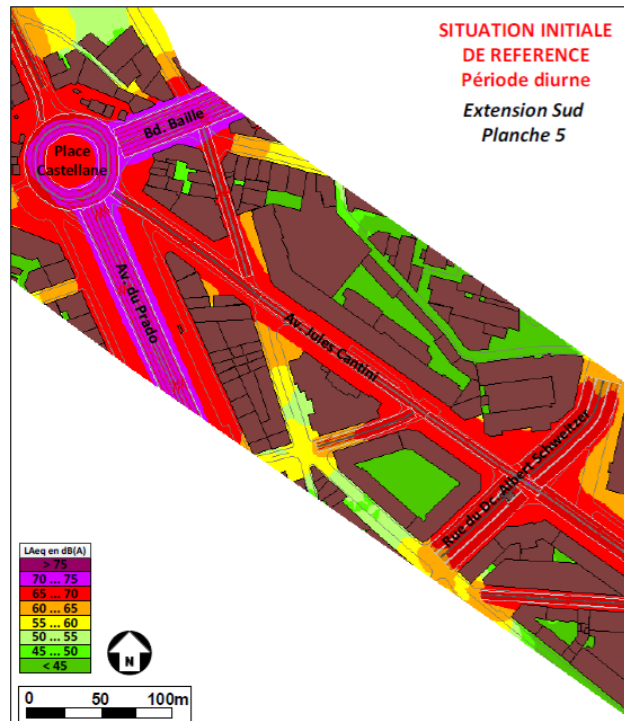 SITUATION INITIALE
DE REFERENCE
Période diurne
Extension Sud
Planche 5
Bd. Baille
Place
Castellane
Av. du Prado
Av. Jules Cantini
Rue du Dr. Albert Schweitzer
LAeq en dB(A)
> 75
70 ... 75
65 ... 70
60 ... 65
55 ... 60
50 ... 55
45 ... 50
< 45
N
0 50 100m